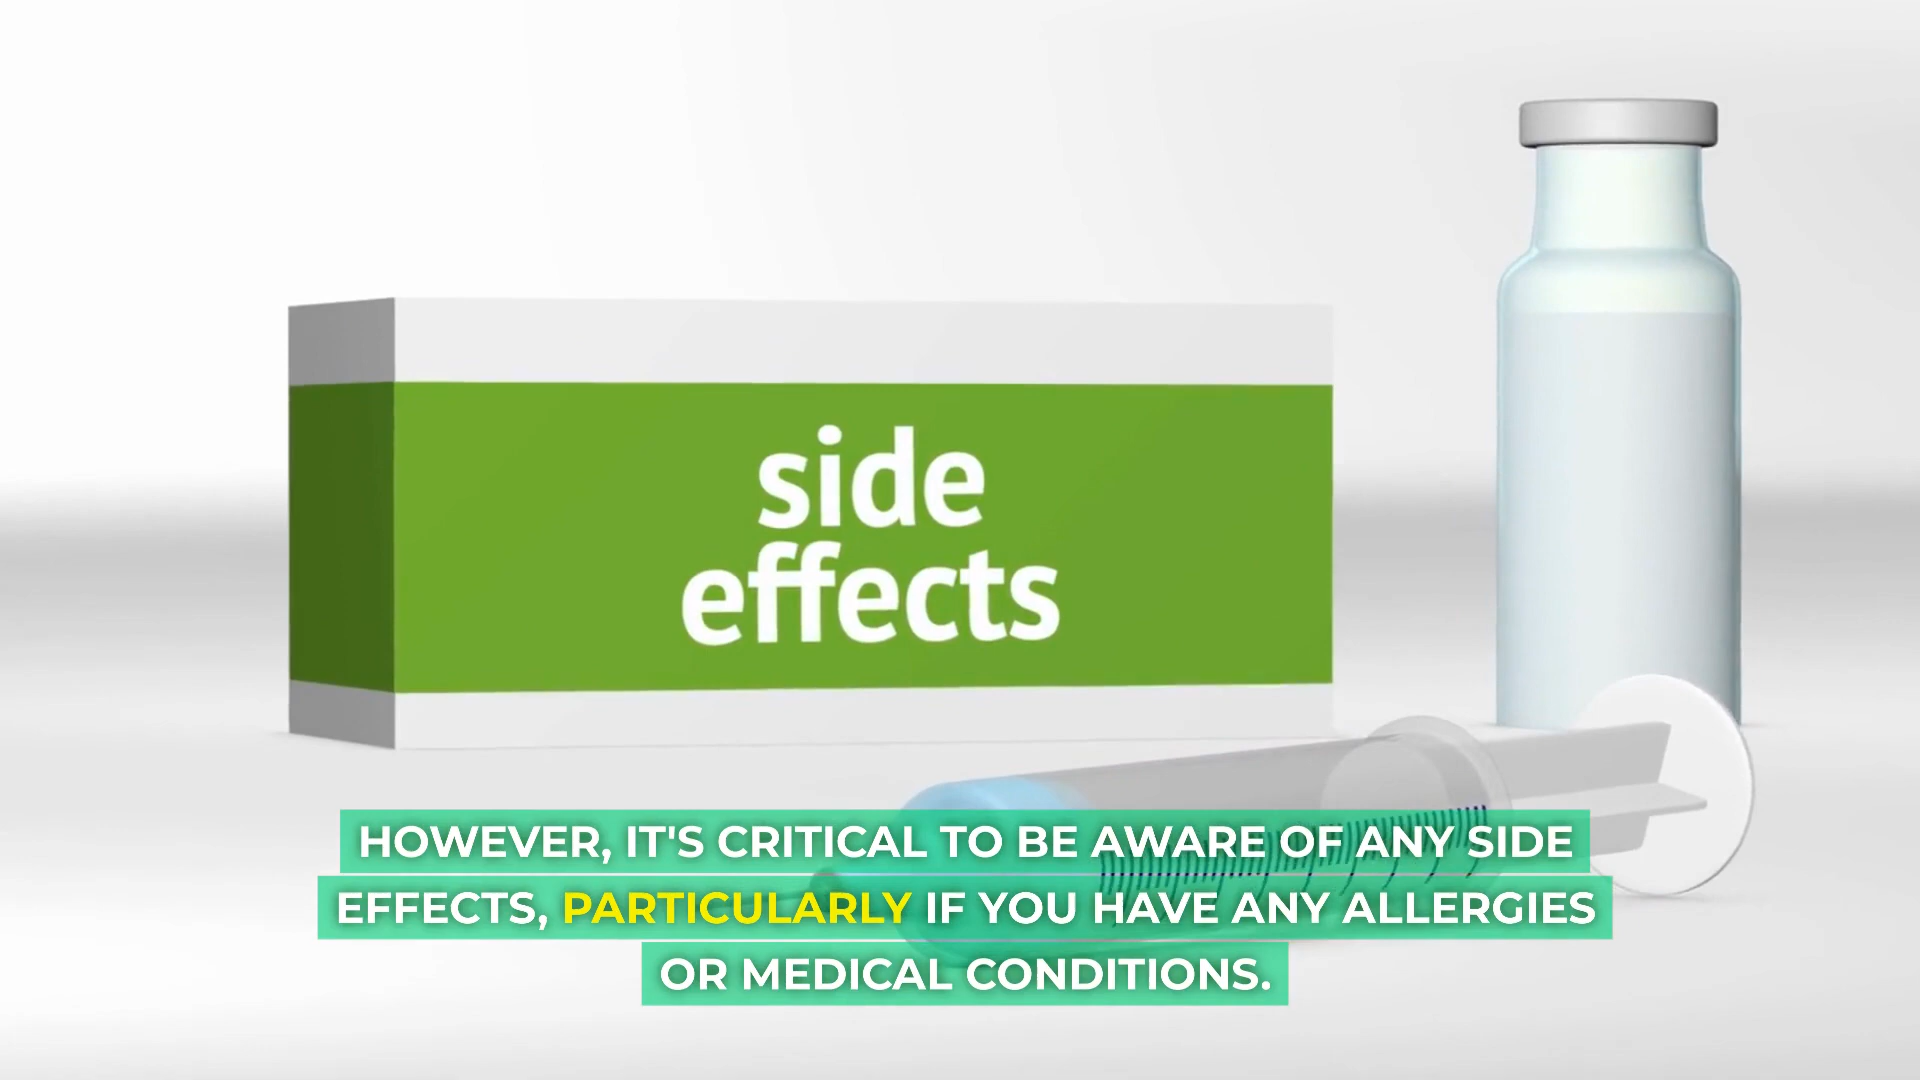 side
effects
HOWEVER, IT'S CRITICAL TO BE AWARE OF ANY SIDE
EFFECTS, PARTICULARLY IF YOU HAVE ANY ALLERGIES
OR MEDICAL CONDITIONS.